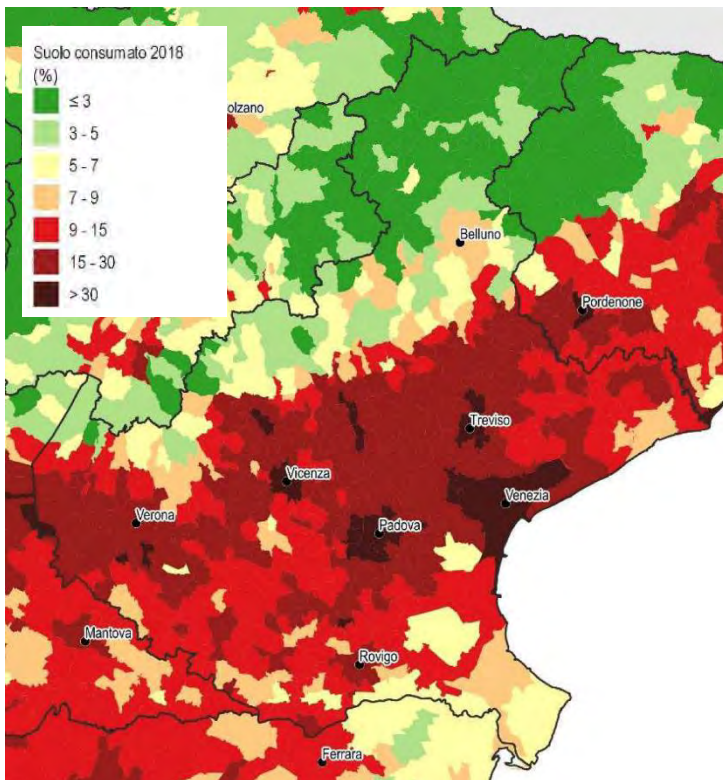 Suolo consumato 2018
(%)
≤ 3
3 - 5
5 - 7
7 - 9
9 - 15
15 - 30
> 30
olzano
Belluno
Pordenone
Treviso
Vicenza
Venezia
Verona
Padova
Mantova
Rovigo
Ferrara